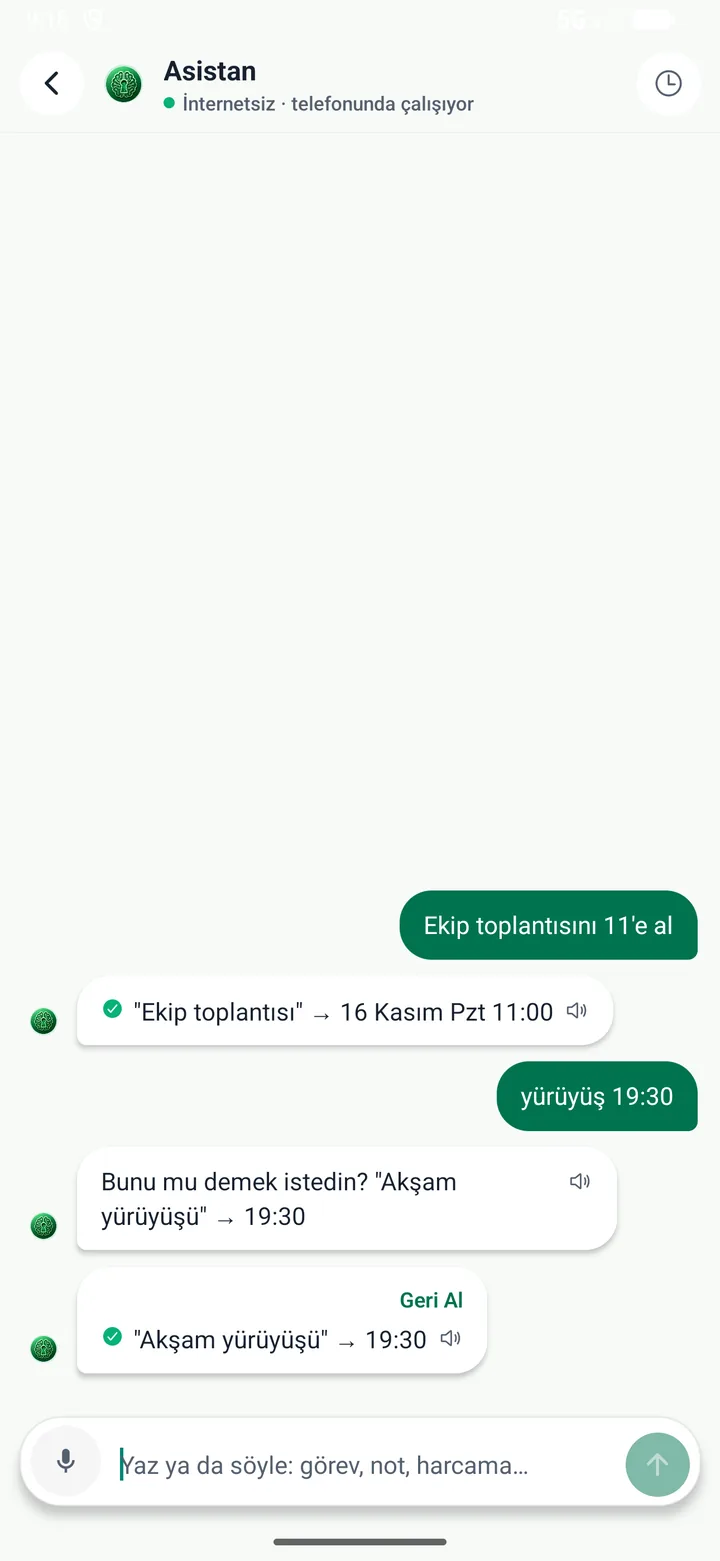 Asistan
İnternetsiz · telefonunda çalışıyor
Ekip toplantısını 11'e al
"Ekip toplantısı" → 16 Kasım Pzt 11:00
yürüyüş 19:30
Bunu mu demek istedin? "Akşam
yürüyüşü" → 19:30
Geri Al
"Akşam yürüyüşü" → 19:30
Yaz ya da söyle: görev, not, harcama...